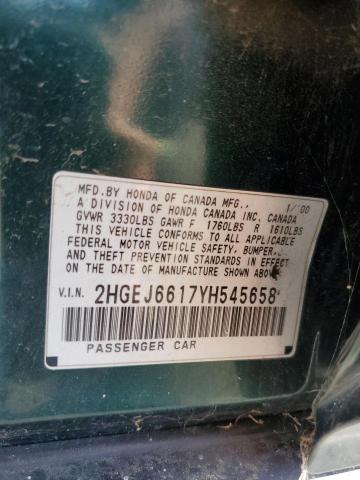 MFD.BY HONDA OF CANADA MFG., 1/00
A DIVISION OF HONDA CANADA INC. CANADA
GVWR 3330LBS GAWR F 1760LBS R 1610LBS
THIS VEHICLE CONFORMS TO ALL APPLICABLE
FEDERAL MOTOR VEHICLE SAFETY, BUMPER,
AND THEFT PREVENTION STANDARDS IN EFFECT
ON THE DATE OF MANUFACTURE SHOWN ABOVE.
V.I.N. 2HGEJ6617YH545658
PASSENGER CAR